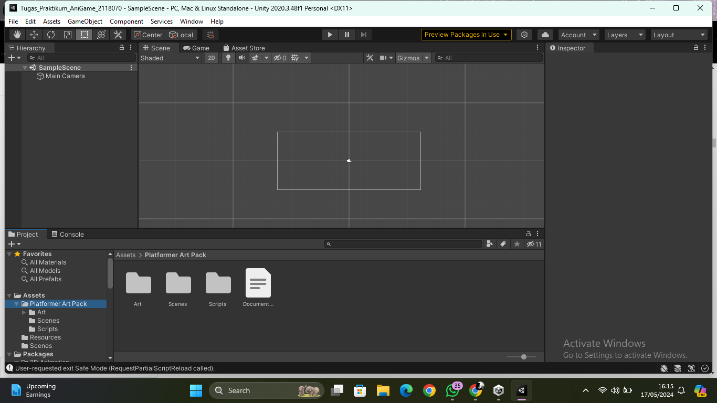 Tugas_Praktikum_AniGame_2118070 - SampleScene - PC, Mac & Linux Standalone - Unity 2020.3.48f1 Personal <DX11>
File Edit Assets GameObject Component Services Window Help
Center Local Preview Packages in Use Account Layers Layout
Hierarchy Scene Game Asset Store Inspector
All Shaded 2D 0 Gizmos All
SampleScene
Main Camera
Project Console
11
Favorites Assets > Platformer Art Pack
All Materials
All Models
All Prefabs
Assets
Platformer Art Pack
Art
Scenes
Scripts
Resources
Scenes
Packages
Art Scenes Scripts Document...
Activate Windows
Go to Settings to activate Windows.
User-requested exit Safe Mode (RequestPartialScriptReload called).
Upcoming
Earnings
Search
16:15
17/05/2024